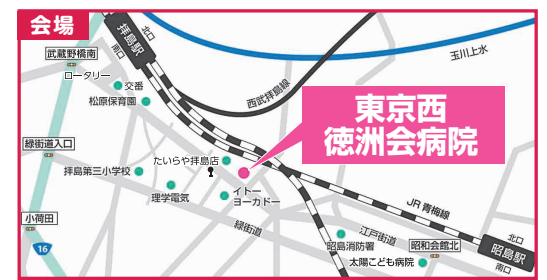 会場
拝島駅
北口
南口
武蔵野橋南
ロータリー
交番
松原保育園
玉川上水
西武拝島線
東京西
徳洲会病院
緑街道入口
たいらや拝島店
拝島第三小学校
理学電気
イトー
ヨーカドー
小荷田
16
緑街道
JR青梅線
江戸街道
昭島消防署
昭和会館北
太陽こども病院
北口
昭島駅
南口